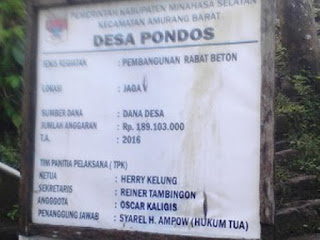 PEMERINTAH KABUPATEN MINAHASA SELATAN
KECAMATAN AMURANG BARAT
DESA PONDOS
JENIS KEGIATAN : PEMBANGUNAN RABAT BETON
LOKASI : JAGA V
SUMBER DANA : DANA DESA
JUMLAH ANGGARAN : Rp. 189.103.000
T.A. : 2016
TIM PANITIA PELAKSANA ( TPK )
KETUA : HERRY KELUNG
SEKRETARIS : REINER TAMBINGON
ANGGOTA : OSCAR KALIGIS
PENANGGUNG JAWAB : SYAREL H. AMPOW (HUKUM TUA)